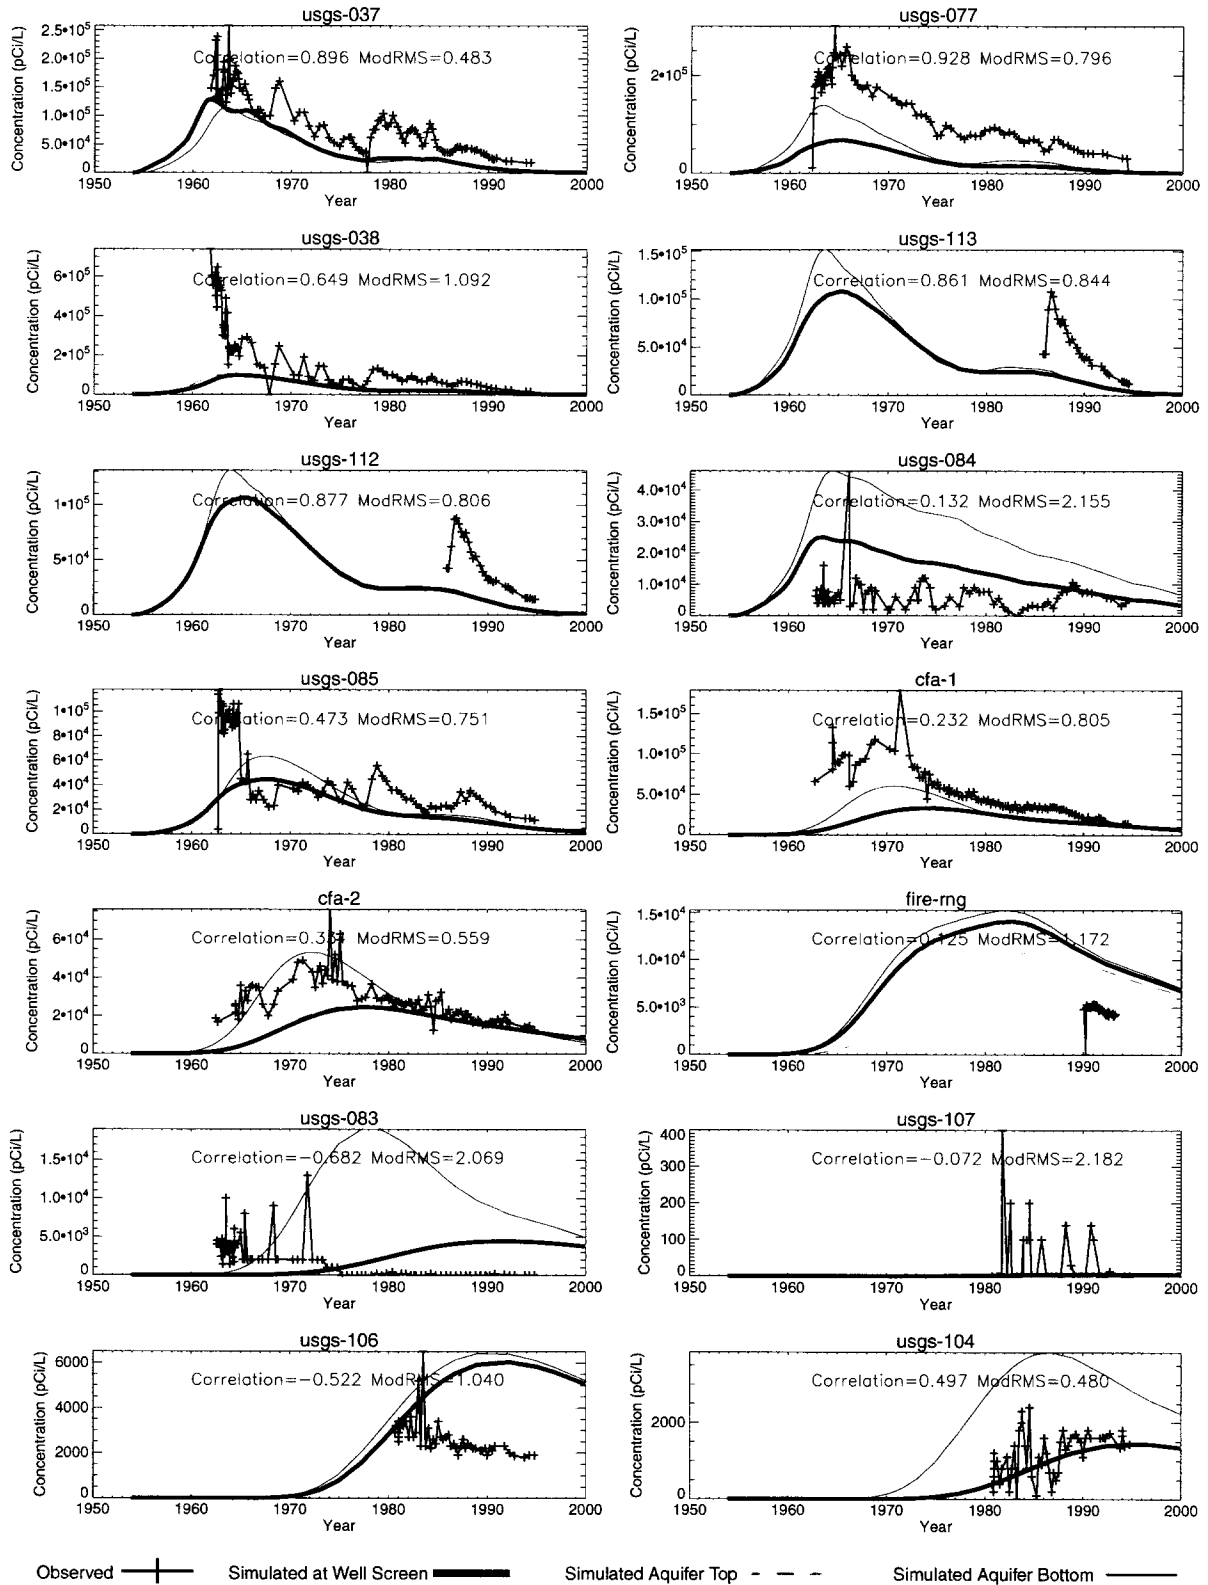 usgs-037
Concentration (pCi/L)
2.5•10⁵
2.0•10⁵
1.5•10⁵
1.0•10⁵
5.0•10⁴
0
Correlation=0.896 ModRMS=0.483
1950 1960 1970 1980 1990 2000
Year
usgs-077
Concentration (pCi/L)
2•10⁵
0
Correlation=0.928 ModRMS=0.796
1950 1960 1970 1980 1990 2000
Year
usgs-038
Concentration (pCi/L)
6•10⁵
4•10⁵
2•10⁵
0
Correlation=0.649 ModRMS=1.092
1950 1960 1970 1980 1990 2000
Year
usgs-113
Concentration (pCi/L)
1.5•10⁵
1.0•10⁵
5.0•10⁴
0
Correlation=0.861 ModRMS=0.844
1950 1960 1970 1980 1990 2000
Year
usgs-112
Concentration (pCi/L)
1•10⁵
5•10⁴
0
Correlation=0.877 ModRMS=0.806
1950 1960 1970 1980 1990 2000
Year
usgs-084
Concentration (pCi/L)
4.0•10⁴
3.0•10⁴
2.0•10⁴
1.0•10⁴
0
Correlation=0.132 ModRMS=2.155
1950 1960 1970 1980 1990 2000
Year
usgs-085
Concentration (pCi/L)
1•10⁵
8•10⁴
6•10⁴
4•10⁴
2•10⁴
0
Correlation=0.473 ModRMS=0.751
1950 1960 1970 1980 1990 2000
Year
cfa-1
Concentration (pCi/L)
1.5•10⁵
1.0•10⁵
5.0•10⁴
0
Correlation=0.232 ModRMS=0.805
1950 1960 1970 1980 1990 2000
Year
cfa-2
Concentration (pCi/L)
6•10⁴
4•10⁴
2•10⁴
0
ModRMS=0.559
1950 1960 1970 1980 1990 2000
Year
fire-rng
Concentration (pCi/L)
1.5•10⁴
1.0•10⁴
5.0•10³
0
Correlation=0.125 ModRMS=1.172
1950 1960 1970 1980 1990 2000
Year
usgs-083
Concentration (pCi/L)
1.5•10⁴
1.0•10⁴
5.0•10³
0
Correlation=-0.682 ModRMS=2.069
1950 1960 1970 1980 1990 2000
Year
usgs-107
Concentration (pCi/L)
400
300
200
100
0
Correlation=-0.072 ModRMS=2.182
1950 1960 1970 1980 1990 2000
Year
usgs-106
Concentration (pCi/L)
6000
4000
2000
0
Correlation=-0.522 ModRMS=1.040
1950 1960 1970 1980 1990 2000
Year
usgs-104
Concentration (pCi/L)
2000
0
Correlation=0.497 ModRMS=0.480
1950 1960 1970 1980 1990 2000
Year
Observed Simulated at Well Screen Simulated Aquifer Top Simulated Aquifer Bottom